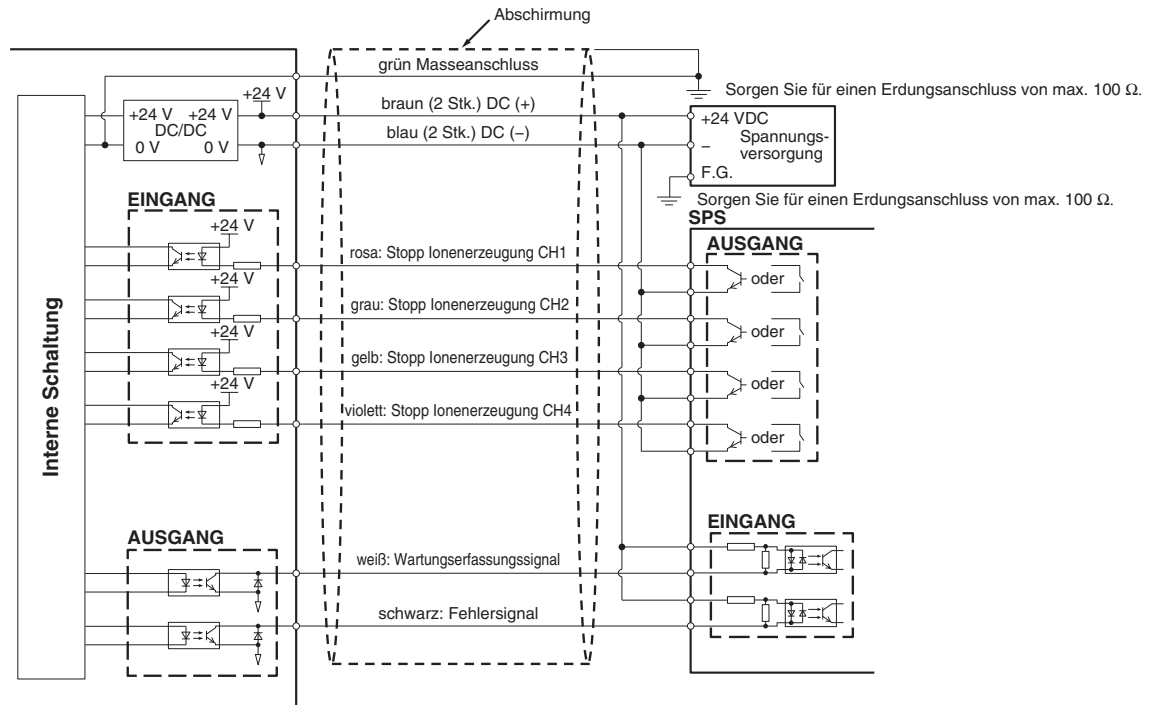 Abschirmung
grün Masseanschluss
Sorgen Sie für einen Erdungsanschluss von max. 100 Ω.
+24 V
braun (2 Stk.) DC (+)
+24 V +24 V
DC/DC
0 V 0 V
blau (2 Stk.) DC (−)
+24 VDC
Spannungs-
versorgung
−
F.G.
Sorgen Sie für einen Erdungsanschluss von max. 100 Ω.
EINGANG
SPS
AUSGANG
+24 V
rosa: Stopp Ionenerzeugung CH1
oder
+24 V
grau: Stopp Ionenerzeugung CH2
oder
+24 V
gelb: Stopp Ionenerzeugung CH3
oder
+24 V
violett: Stopp Ionenerzeugung CH4
oder
Interne Schaltung
AUSGANG
EINGANG
weiß: Wartungserfassungssignal
schwarz: Fehlersignal